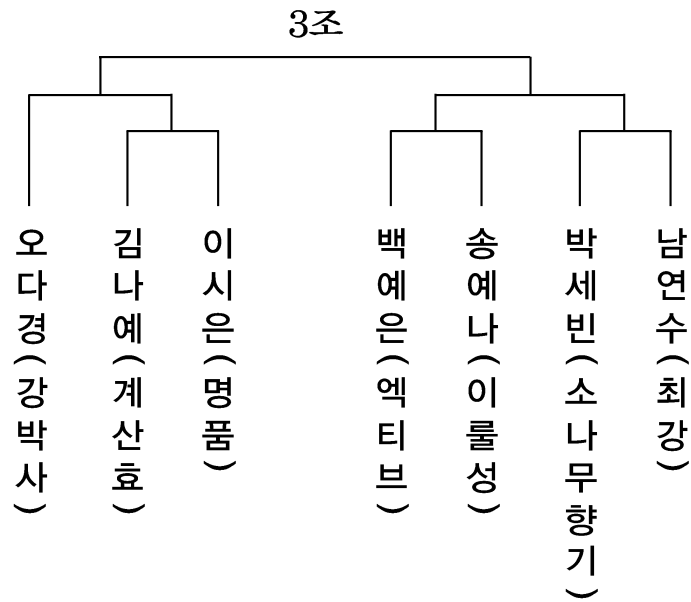 3조
오다경(강박사)
김나예(계산효)
이시은(명품)
백예은(엑티브)
송예나(이룰성)
박세빈(소나무향기)
남연수(최강)